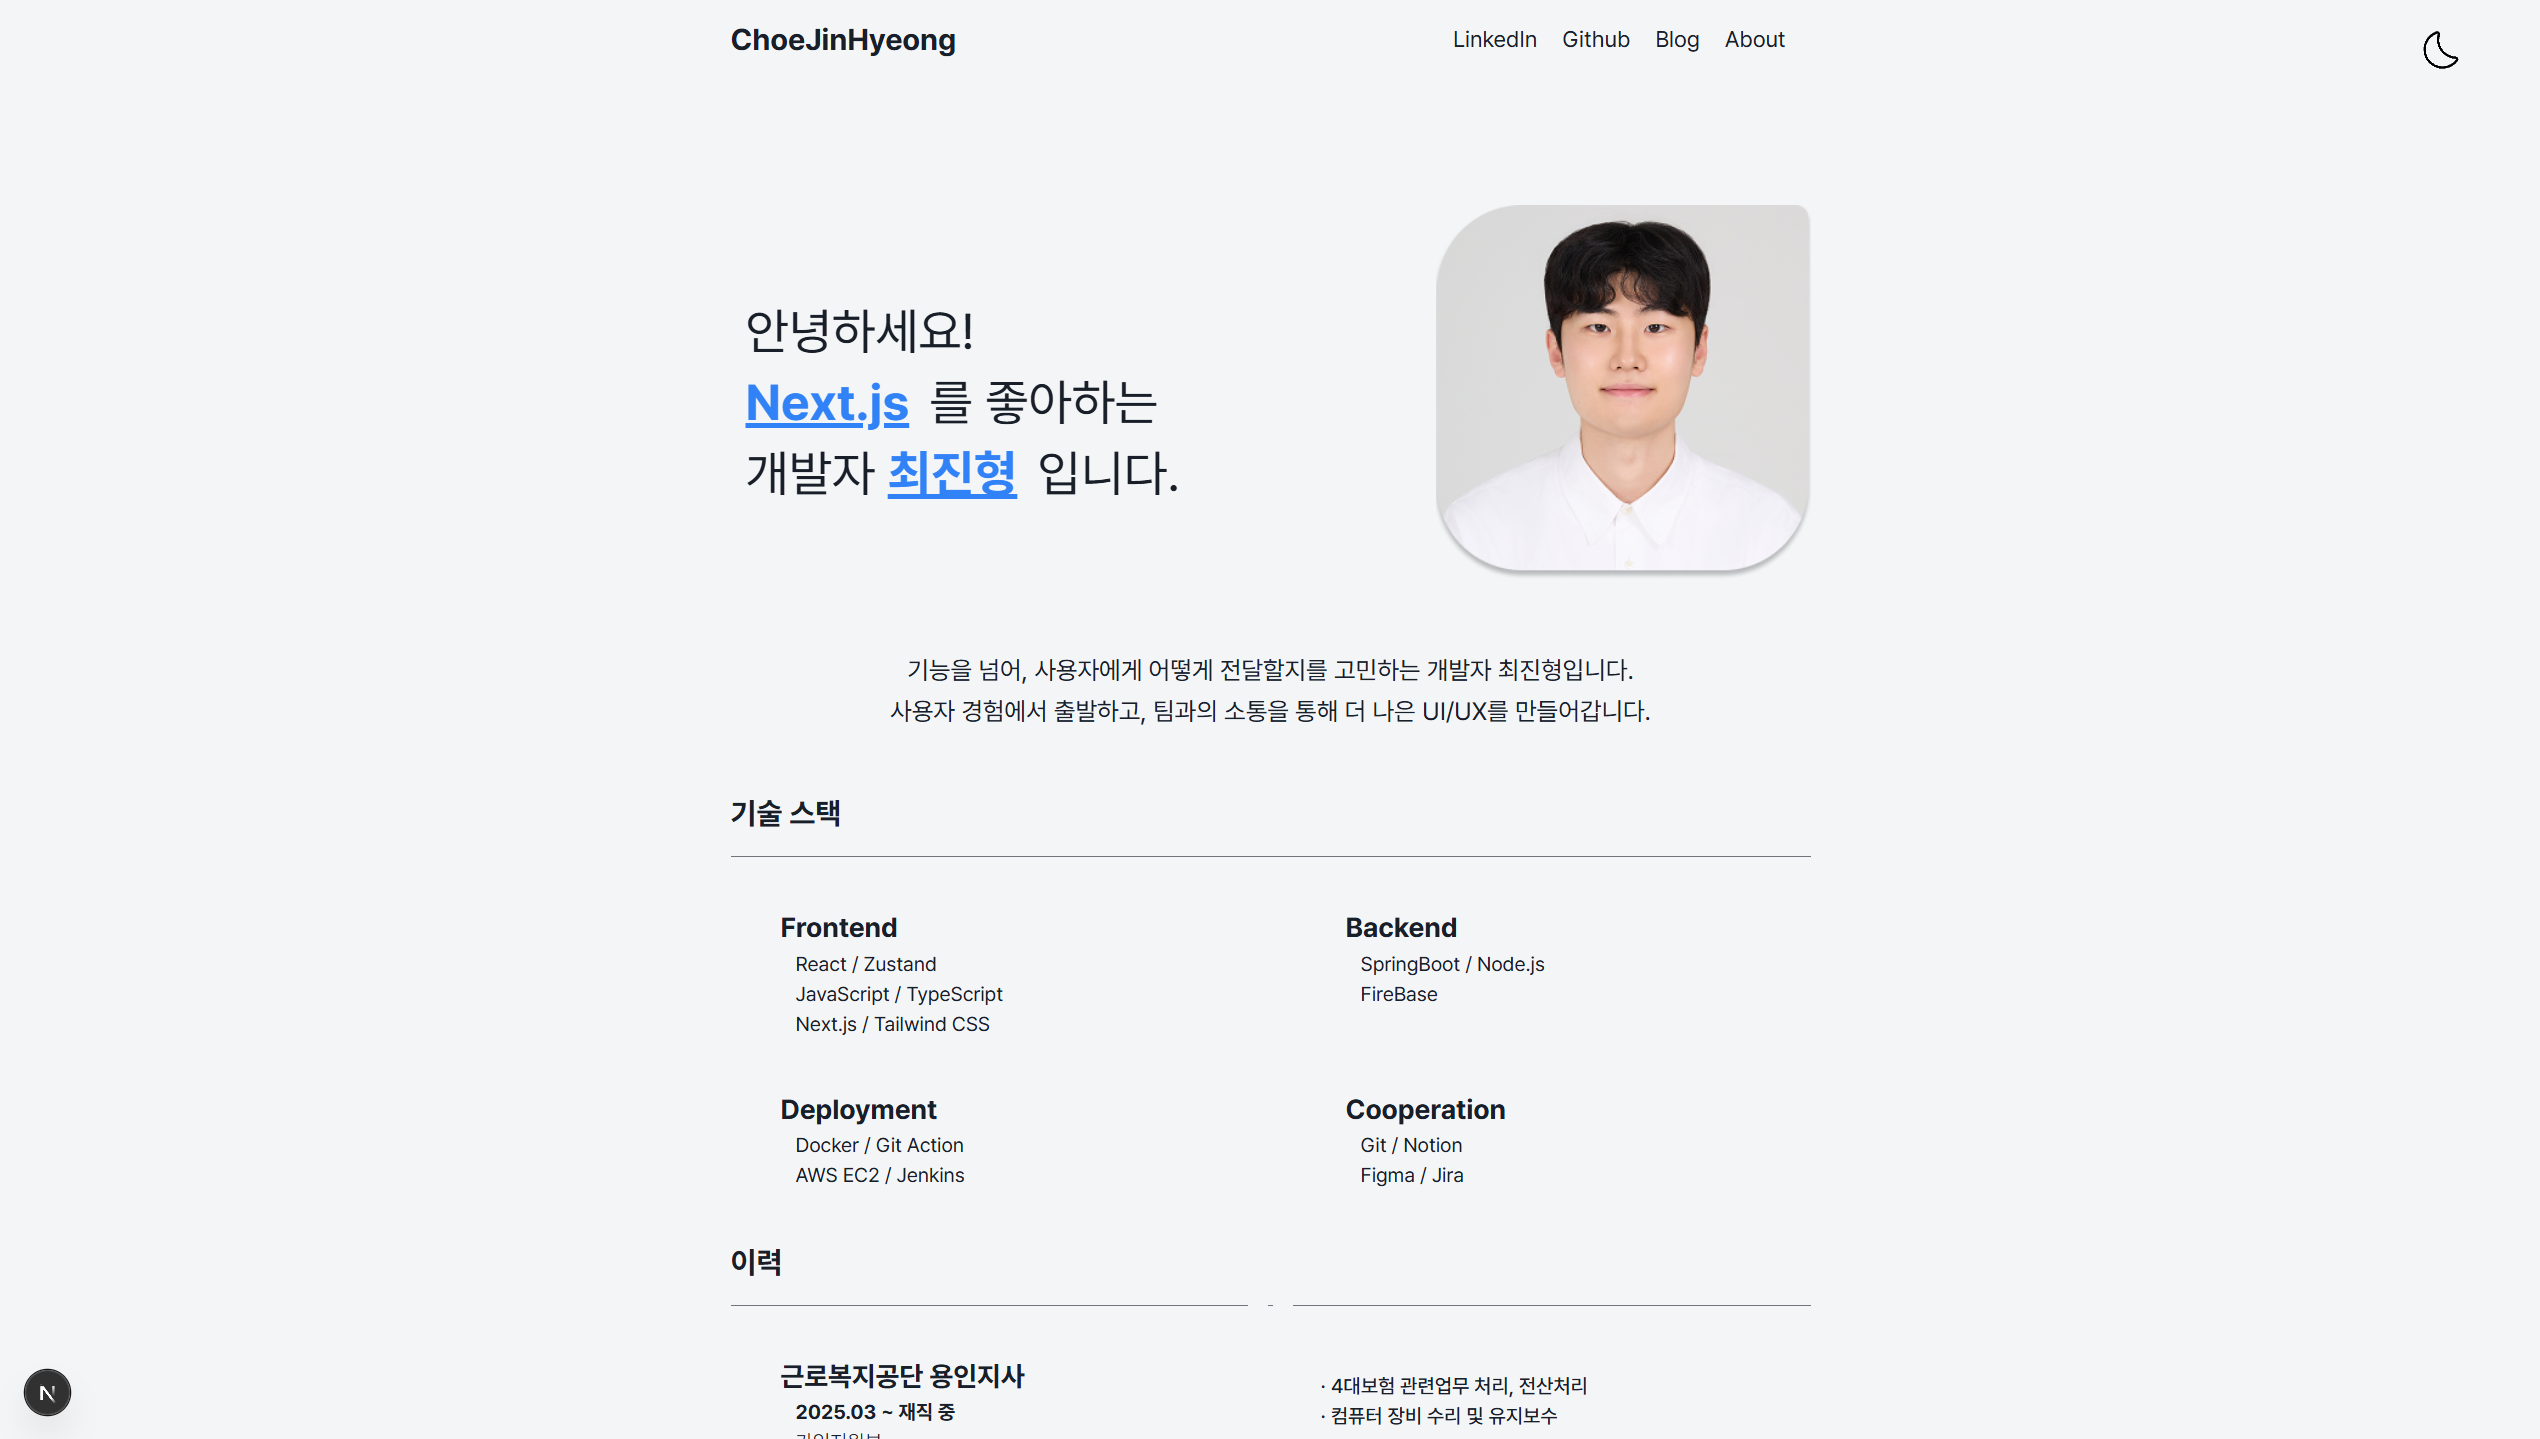 ChoeJinHyeong
LinkedIn Github Blog About
안녕하세요!
Next.js 를 좋아하는
개발자 최진형 입니다.
기능을 넘어, 사용자에게 어떻게 전달할지를 고민하는 개발자 최진형입니다.
사용자 경험에서 출발하고, 팀과의 소통을 통해 더 나은 UI/UX를 만들어갑니다.
기술 스택
Frontend
React / Zustand
JavaScript / TypeScript
Next.js / Tailwind CSS
Backend
SpringBoot / Node.js
FireBase
Deployment
Docker / Git Action
AWS EC2 / Jenkins
Cooperation
Git / Notion
Figma / Jira
이력
근로복지공단 용인지사
2025.03 ~ 재직 중
· 4대보험 관련업무 처리, 전산처리
· 컴퓨터 장비 수리 및 유지보수
N